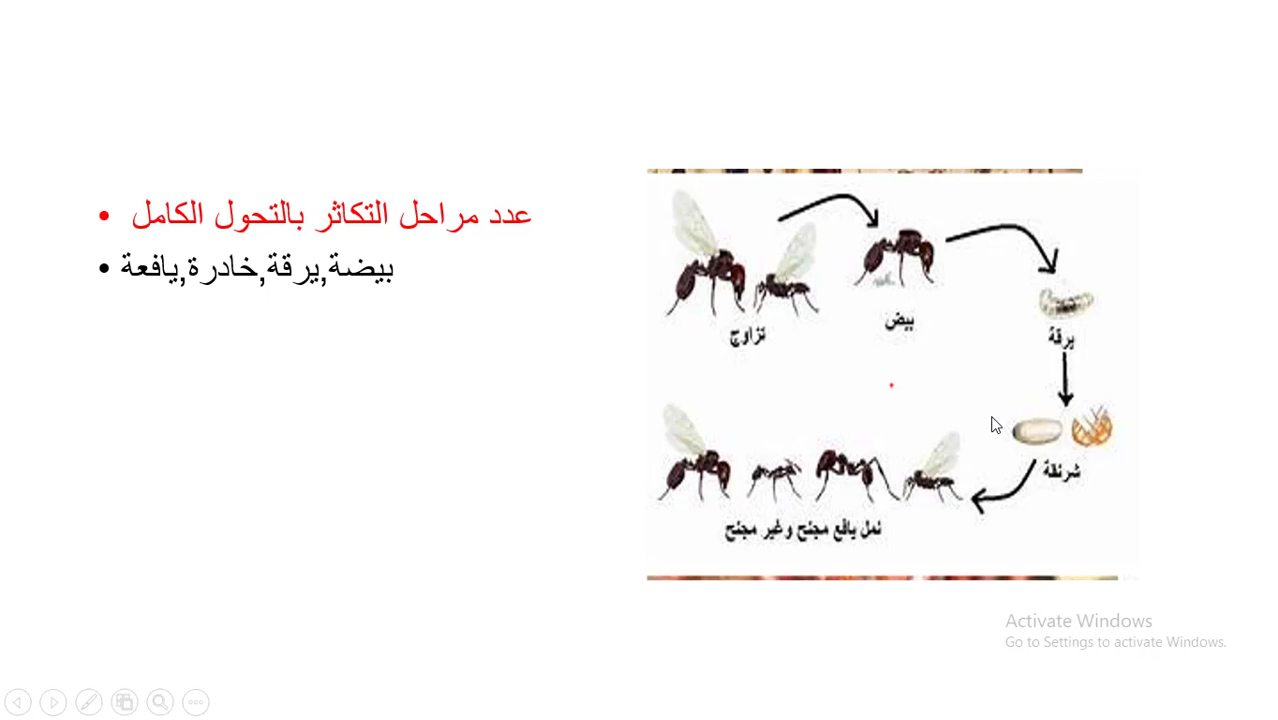 عدد مراحل التكاثر بالتحول الكامل
بيضة,يرقة,خادرة,يافعة
تزاوج
بيض
يرقة
شرنقة
نمل يافع مجنح وغير مجنح
Activate Windows
Go to Settings to activate Windows.